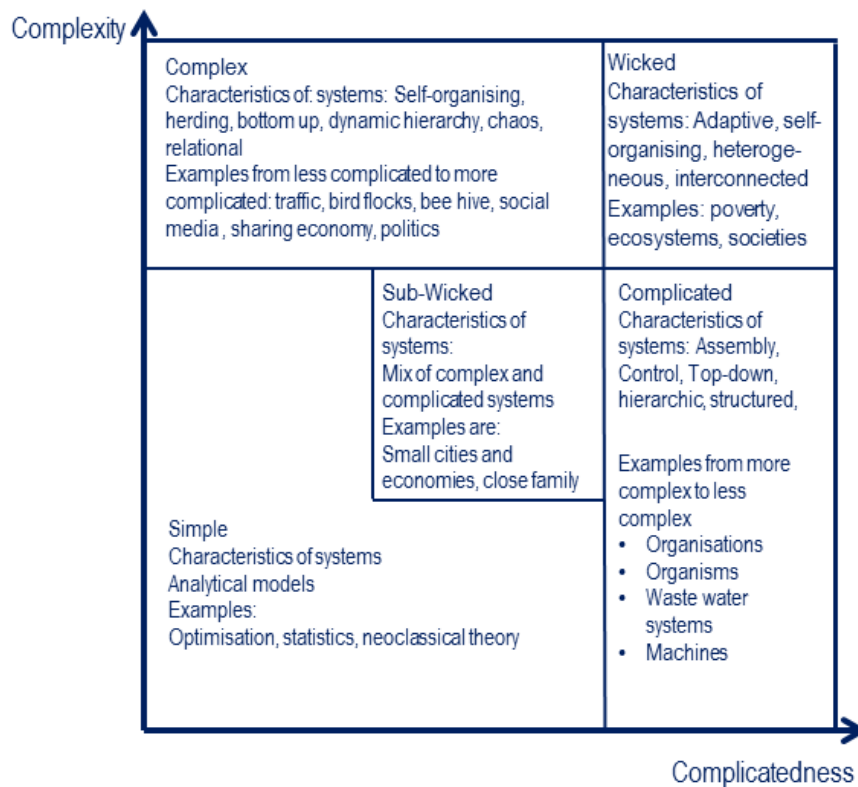 Complexity
Complex
Characteristics of: systems: Self-organising,
herding, bottom up, dynamic hierarchy, chaos,
relational
Examples from less complicated to more
complicated: traffic, bird flocks, bee hive, social
media , sharing economy, politics
Wicked
Characteristics of
systems: Adaptive, self-
organising, heteroge-
neous, interconnected
Examples: poverty,
ecosystems, societies
Sub-Wicked
Characteristics of
systems:
Mix of complex and
complicated systems
Examples are:
Small cities and
economies, close family
Complicated
Characteristics of
systems: Assembly,
Control, Top-down,
hierarchic, structured,
Examples from more
complex to less
complex
• Organisations
• Organisms
• Waste water
systems
• Machines
Simple
Characteristics of systems
Analytical models
Examples:
Optimisation, statistics, neoclassical theory
Complicatedness